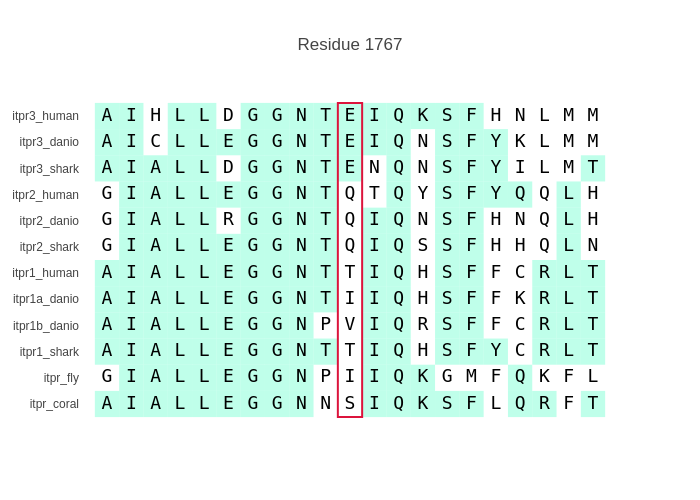 Residue 1767
itpr3_human A I H L L D G G N T E I Q K S F H N L M M
itpr3_danio A I C L L E G G N T E I Q N S F Y K L M M
itpr3_shark A I A L L D G G N T E N Q N S F Y I L M T
itpr2_human G I A L L E G G N T Q T Q Y S F Y Q Q L H
itpr2_danio G I A L L R G G N T Q I Q N S F H N Q L H
itpr2_shark G I A L L E G G N T Q I Q S S F H H Q L N
itpr1_human A I A L L E G G N T T I Q H S F F C R L T
itpr1a_danio A I A L L E G G N T I I Q H S F F K R L T
itpr1b_danio A I A L L E G G N P V I Q R S F F C R L T
itpr1_shark A I A L L E G G N T T I Q H S F Y C R L T
itpr_fly G I A L L E G G N P I I Q K G M F Q K F L
itpr_coral A I A L L E G G N N S I Q K S F L Q R F T